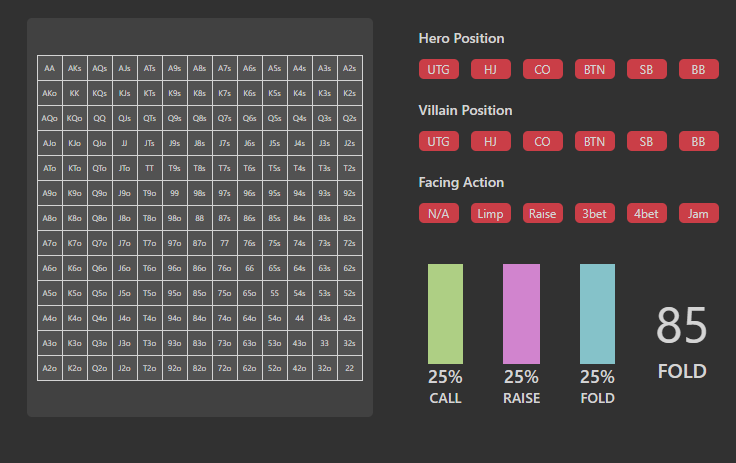 AA AKs AQs AJs ATs A9s A8s A7s A6s A5s A4s A3s A2s
AKo KK KQs KJs KTs K9s K8s K7s K6s K5s K4s K3s K2s
AQo KQo QQ QJs QTs Q9s Q8s Q7s Q6s Q5s Q4s Q3s Q2s
AJo KJo QJo JJ JTs J9s J8s J7s J6s J5s J4s J3s J2s
ATo KTo QTo JTo TT T9s T8s T7s T6s T5s T4s T3s T2s
A9o K9o Q9o J9o T9o 99 98s 97s 96s 95s 94s 93s 92s
A8o K8o Q8o J8o T8o 98o 88 87s 86s 85s 84s 83s 82s
A7o K7o Q7o J7o T7o 97o 87o 77 76s 75s 74s 73s 72s
A6o K6o Q6o J6o T6o 96o 86o 76o 66 65s 64s 63s 62s
A5o K5o Q5o J5o T5o 95o 85o 75o 65o 55 54s 53s 52s
A4o K4o Q4o J4o T4o 94o 84o 74o 64o 54o 44 43s 42s
A3o K3o Q3o J3o T3o 93o 83o 73o 63o 53o 43o 33 32s
A2o K2o Q2o J2o T2o 92o 82o 72o 62o 52o 42o 32o 22
Hero Position
UTG HJ CO BTN SB BB
Villain Position
UTG HJ CO BTN SB BB
Facing Action
N/A Limp Raise 3bet 4bet Jam
25% 25% 25%
CALL RAISE FOLD
85
FOLD